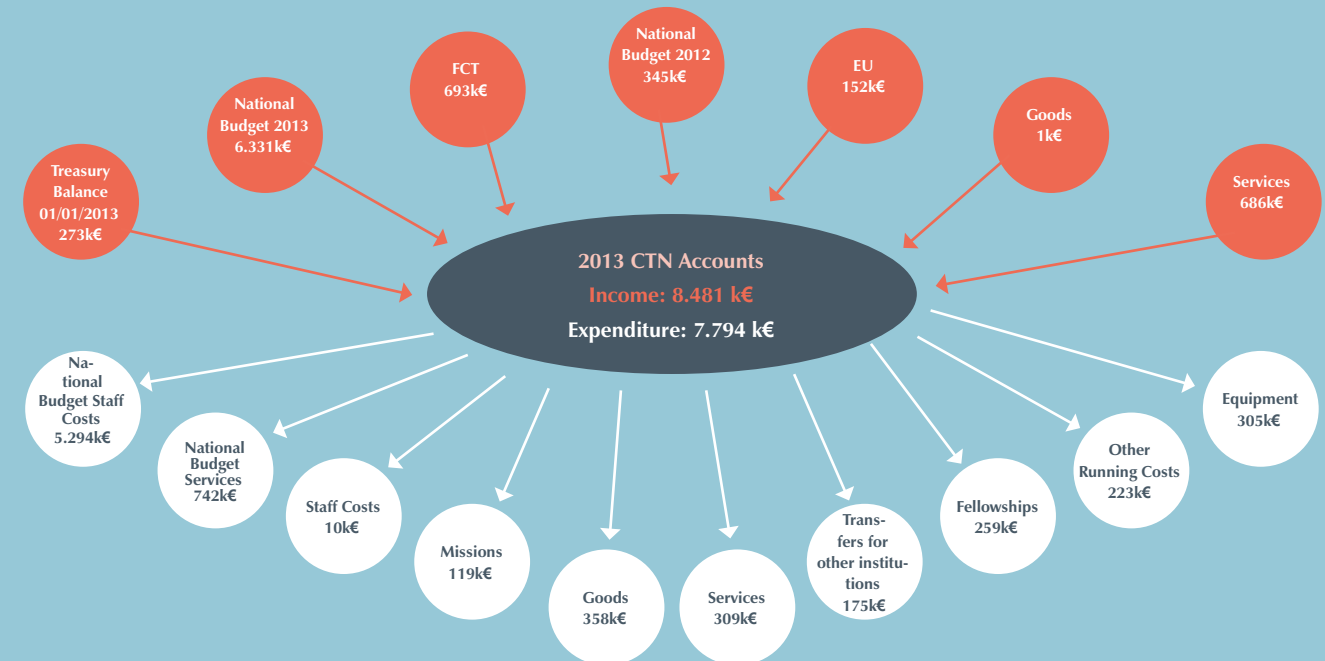 Treasury
Balance
01/01/2013
273k€
National
Budget 2013
6.331k€
FCT
693k€
National
Budget 2012
345k€
EU
152k€
Goods
1k€
Services
686k€
2013 CTN Accounts
Income: 8.481 k€
Expenditure: 7.794 k€
Na-
tional
Budget Staff
Costs
5.294k€
National
Budget
Services
742k€
Staff Costs
10k€
Missions
119k€
Goods
358k€
Services
309k€
Trans-
fers for
other institu-
tions
175k€
Fellowships
259k€
Other
Running Costs
223k€
Equipment
305k€